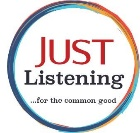 JUST
Listening
...for the common good